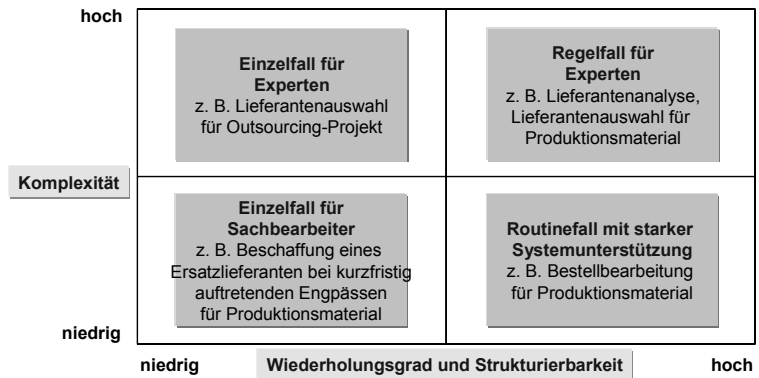 hoch
Einzelfall für
Experten
z. B. Lieferantenauswahl
für Outsourcing-Projekt
Regelfall für
Experten
z. B. Lieferantenanalyse,
Lieferantenauswahl für
Produktionsmaterial
Komplexität
Einzelfall für
Sachbearbeiter
z. B. Beschaffung eines
Ersatzlieferanten bei kurzfristig
auftretenden Engpässen
für Produktionsmaterial
Routinefall mit starker
Systemunterstützung
z. B. Bestellbearbeitung
für Produktionsmaterial
niedrig
niedrig Wiederholungsgrad und Strukturierbarkeit hoch